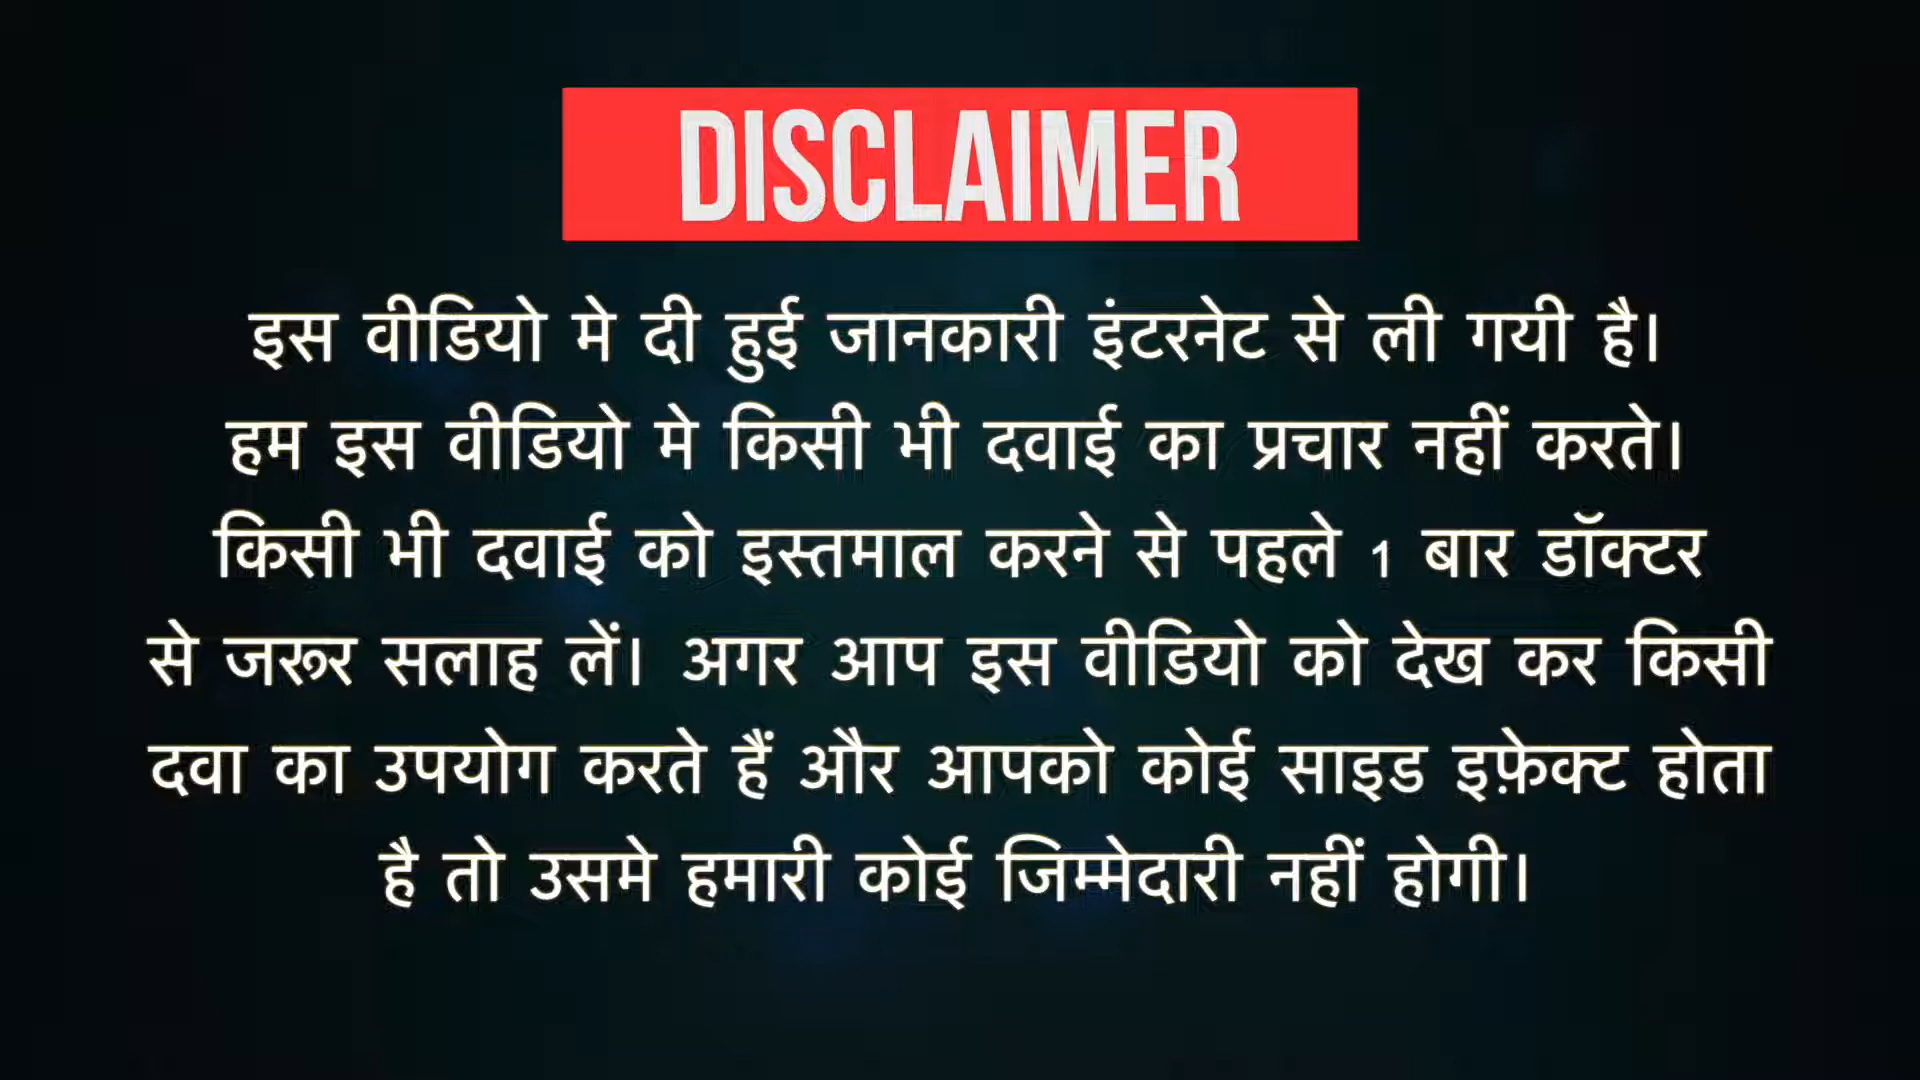 DISCLAIMER
इस वीडियो मे दी हुई जानकारी इंटरनेट से ली गयी है।
हम इस वीडियो मे किसी भी दवाई का प्रचार नहीं करते।
किसी भी दवाई को इस्तमाल करने से पहले 1 बार डॉक्टर
से जरूर सलाह लें। अगर आप इस वीडियो को देख कर किसी
दवा का उपयोग करते हैं और आपको कोई साइड इफ़ेक्ट होता
है तो उसमे हमारी कोई जिम्मेदारी नहीं होगी।